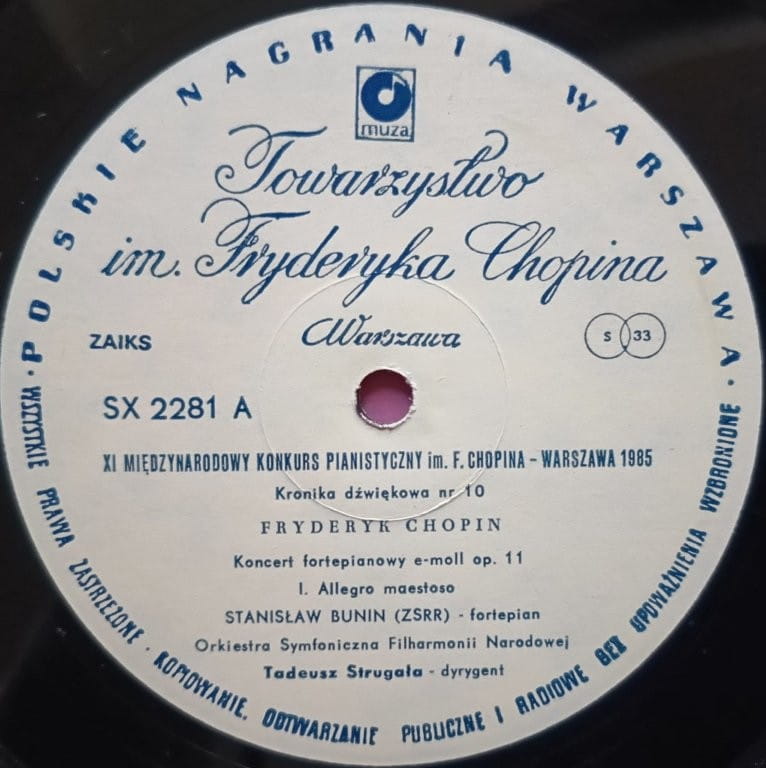 POLSKIE NAGRANIA WARSZAWA
muza
Towarzystwo
im. Fryderyka Chopina
Warszawa
ZAIKS
S 33
SX 2281 A
XI MIĘDZYNARODOWY KONKURS PIANISTYCZNY im. F. CHOPINA – WARSZAWA 1985
Kronika dźwiękowa nr 10
FRYDERYK CHOPIN
Koncert fortepianowy e-moll op. 11
I. Allegro maestoso
STANISŁAW BUNIN (ZSRR) - fortepian
Orkiestra Symfoniczna Filharmonii Narodowej
Tadeusz Strugała - dyrygent
· WSZYSTKIE PRAWA ZASTRZEŻONE · KOPIOWANIE, ODTWARZANIE PUBLICZNE I RADIOWE BEZ UPOWAŻNIENIA WZBRONIONE ·